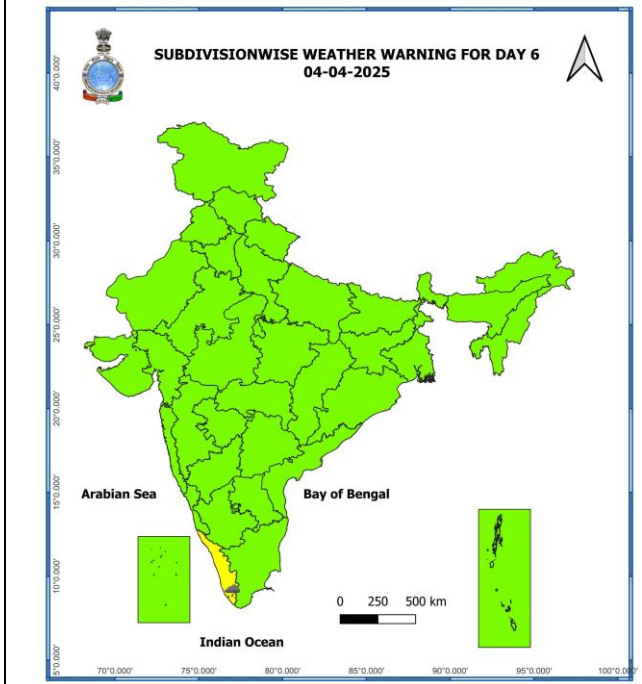 SUBDIVISIONWISE WEATHER WARNING FOR DAY 6
04-04-2025
40°0.000'
35°0.000'
30°0.000'
25°0.000'
20°0.000'
15°0.000'
10°0.000'
5°0.000'
Arabian Sea
Bay of Bengal
0 250 500 km
Indian Ocean
70°0.000' 75°0.000' 80°0.000' 85°0.000' 90°0.000' 95°0.000' 100°0.000'